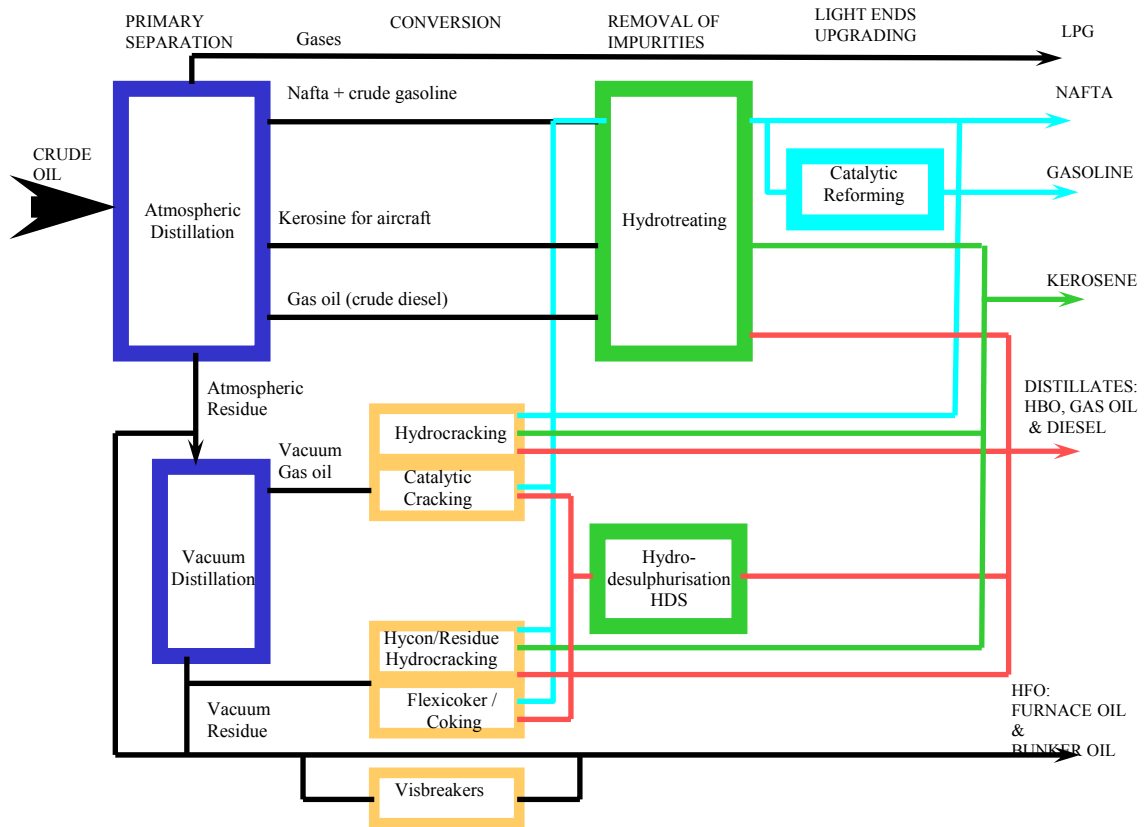 PRIMARY
SEPARATION
CONVERSION
REMOVAL OF
IMPURITIES
LIGHT ENDS
UPGRADING
LPG
Gases
Nafta + crude gasoline
NAFTA
CRUDE
OIL
Catalytic
Reforming
GASOLINE
Atmospheric
Distillation
Kerosine for aircraft
Hydrotreating
KEROSENE
Gas oil (crude diesel)
Atmospheric
Residue
DISTILLATES:
HBO, GAS OIL
& DIESEL
Hydrocracking
Vacuum
Gas oil
Catalytic
Cracking
Vacuum
Distillation
Hydro-
desulphurisation
HDS
Hycon/Residue
Hydrocracking
Flexicoker /
Coking
Vacuum
Residue
HFO:
FURNACE OIL
&
BUNKER OIL
Visbreakers